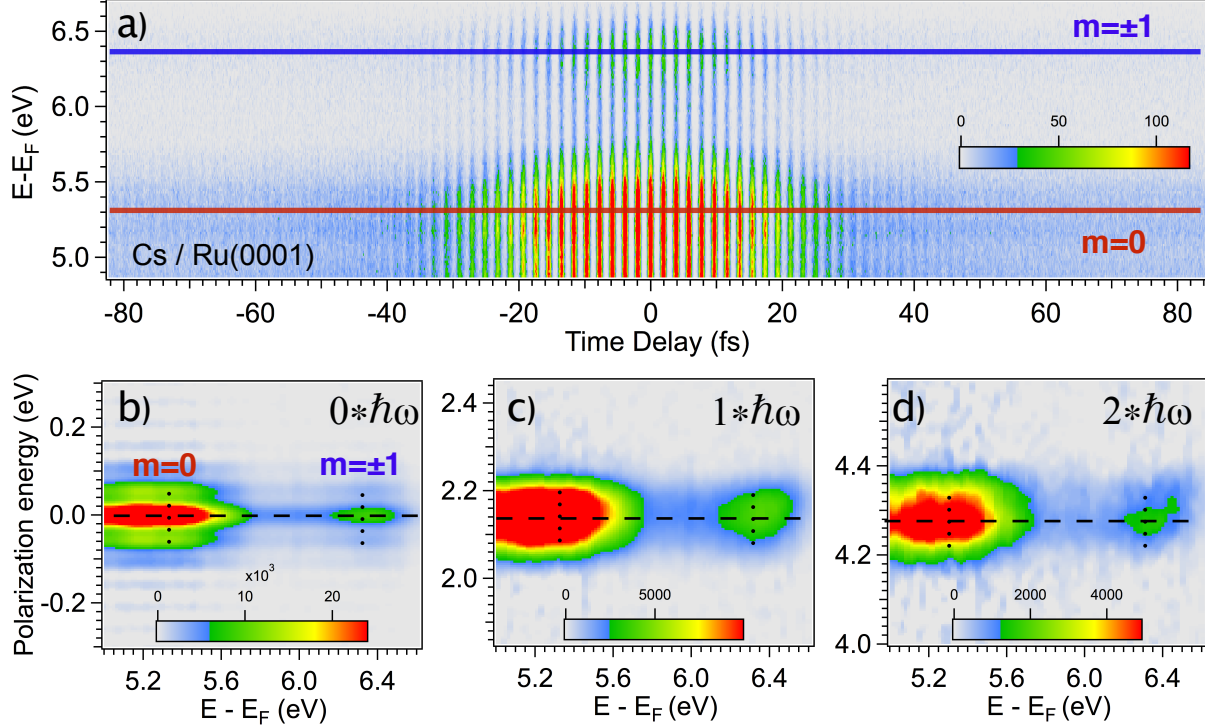 a)
m=±1
6.5
6.0
5.5
5.0
E-E_F (eV)
0 50 100
Cs / Ru(0001)
m=0
-80 -60 -40 -20 0 20 40 60 80
Time Delay (fs)
b) 0*ħω
m=0 m=±1
0.2
0.0
-0.2
Polarization energy (eV)
x10³
0 10 20
5.2 5.6 6.0 6.4
E - E_F (eV)
c) 1*ħω
2.4
2.2
2.0
0 5000
5.2 5.6 6.0 6.4
E - E_F (eV)
d) 2*ħω
4.4
4.2
4.0
0 2000 4000
5.2 5.6 6.0 6.4
E - E_F (eV)